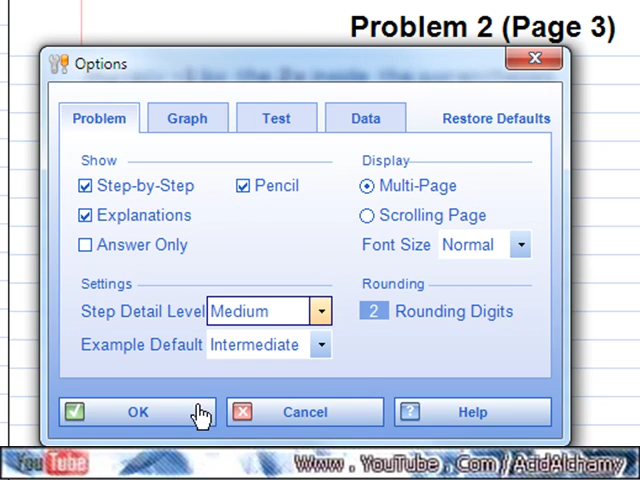 Problem 2 (Page 3)
Options
Problem Graph Test Data Restore Defaults
Show Display
Step-by-Step Pencil Multi-Page
Explanations Scrolling Page
Answer Only Font Size Normal
Settings Rounding
Step Detail Level Medium 2 Rounding Digits
Example Default Intermediate
OK Cancel Help
YouTube Www . YouTube . Com / AcidAlchamy